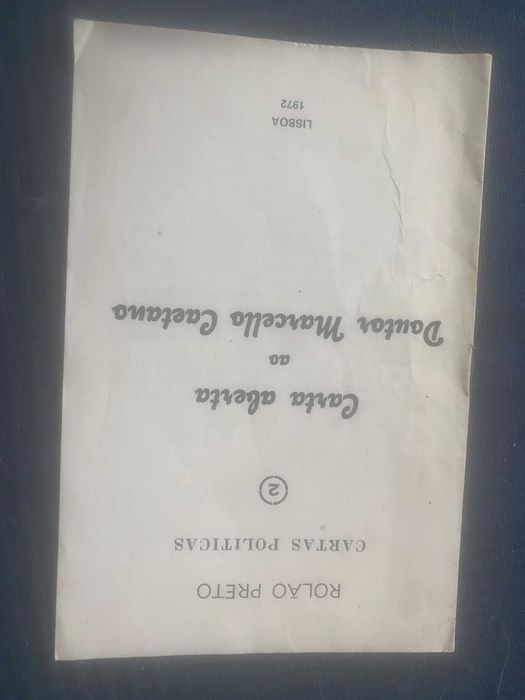 ROLÃO PRETO
CARTAS POLITICAS
2
Carta aberta
ao
Doutor Marcello Caetano
LISBOA
1972